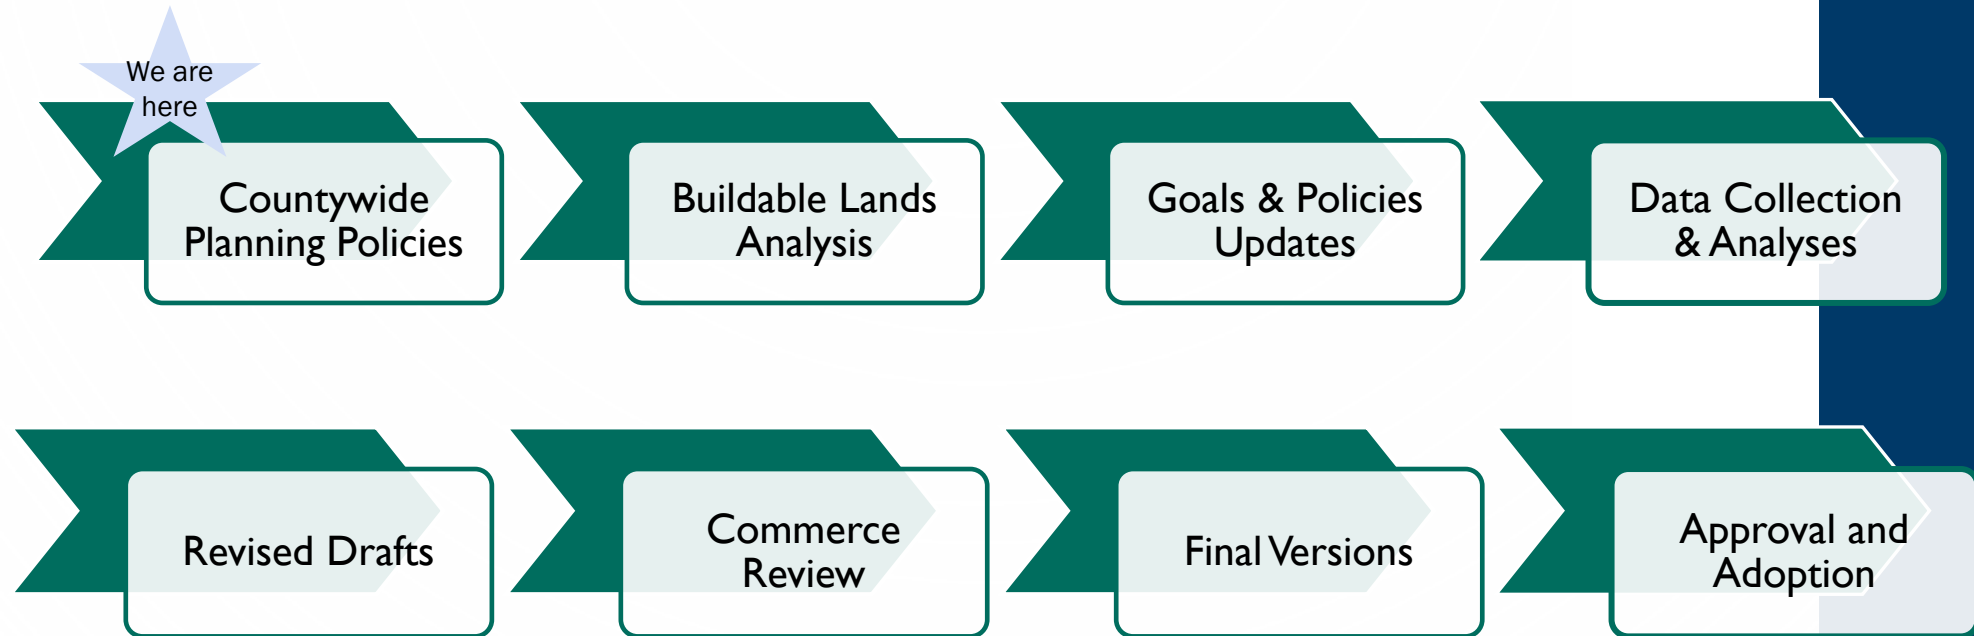 We are
here
Countywide
Planning Policies
Buildable Lands
Analysis
Goals & Policies
Updates
Data Collection
& Analyses
Revised Drafts
Commerce
Review
Final Versions
Approval and
Adoption